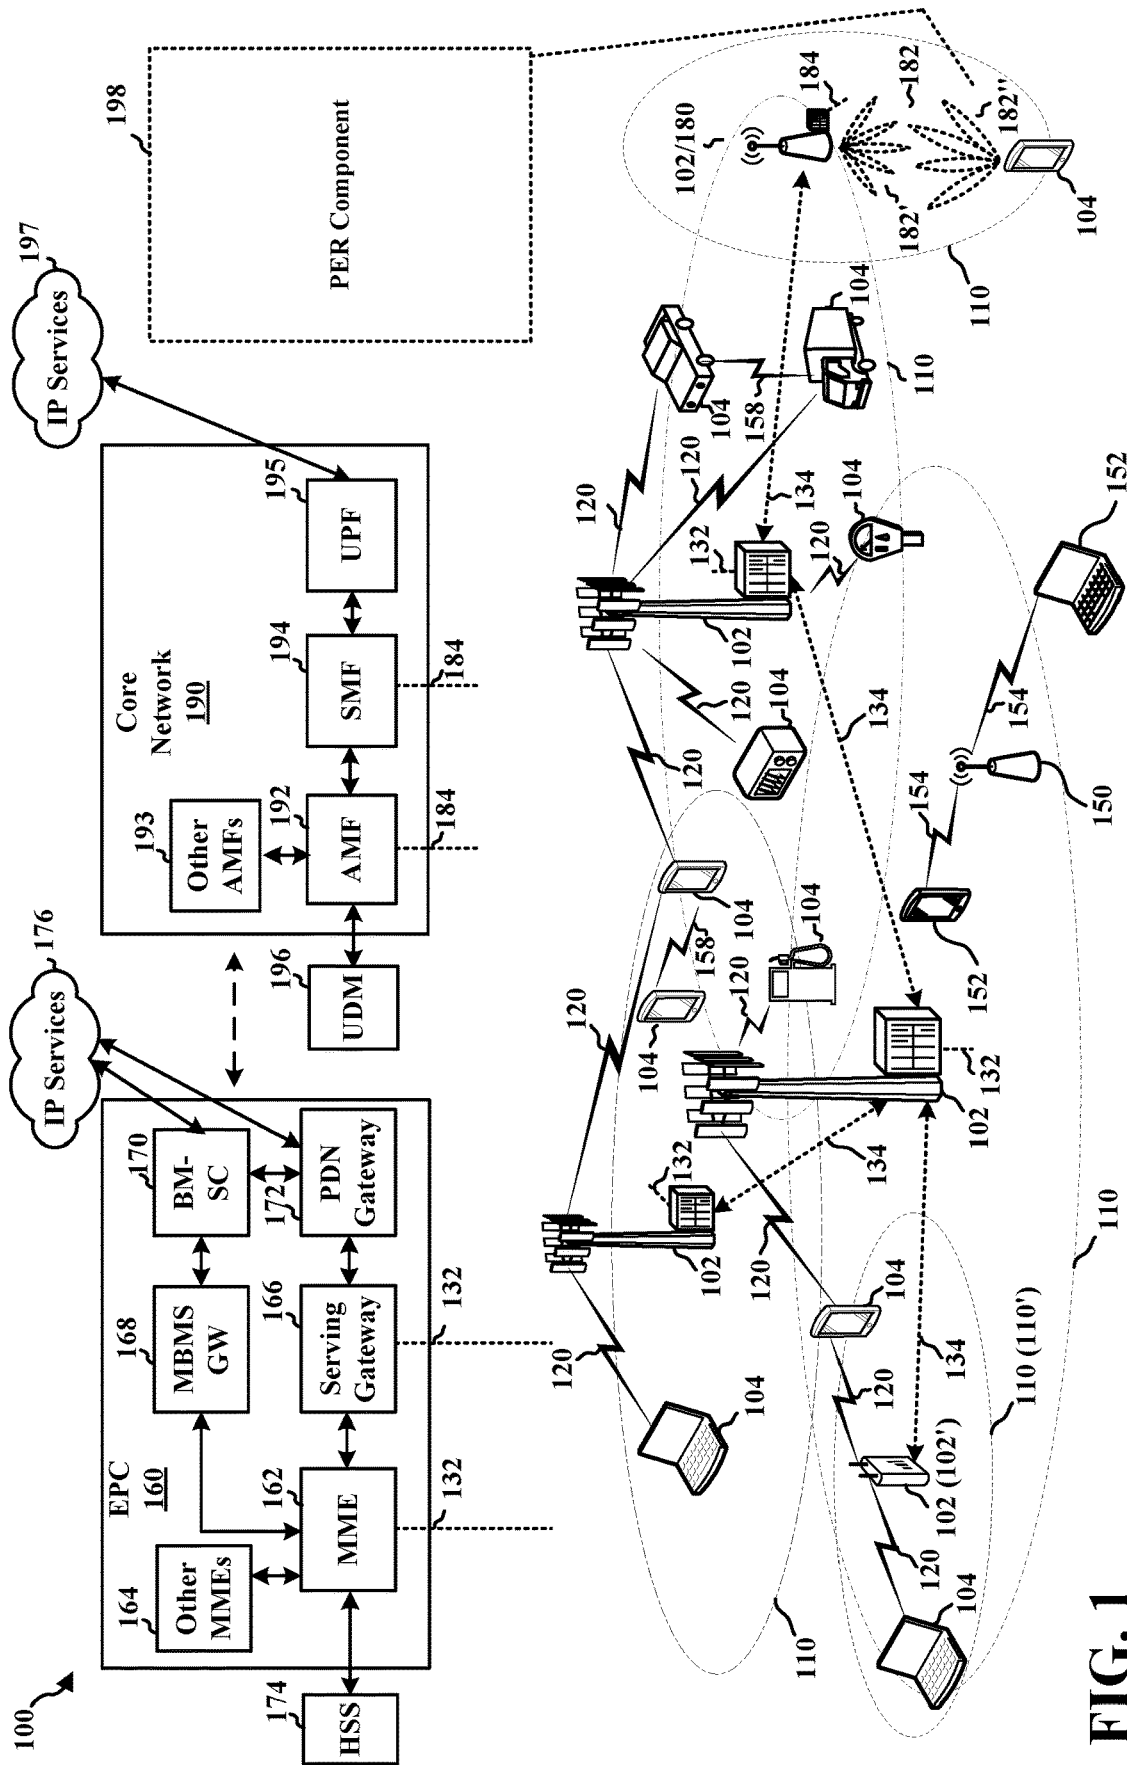 100
174
HSS
EPC
160
164
Other
MMEs
162
MME
132
168
MBMS
GW
166
Serving
Gateway
132
170
BM-
SC
172
PDN
Gateway
176
IP Services
196
UDM
Core
Network
190
193
Other
AMFs
192
AMF
184
194
SMF
184
195
UPF
197
IP Services
198
PER Component
120
104
110
102
132
134
120
120
104
158
104
120
120
104
102
132
134
120
104
120
102 (102')
120
104
134
110 (110')
110
120
104
102
132
120
120
120
104
134
104
158
104
110
134
102/180
184
182
182'
182''
104
110
152
154
150
154
152
FIG. 1